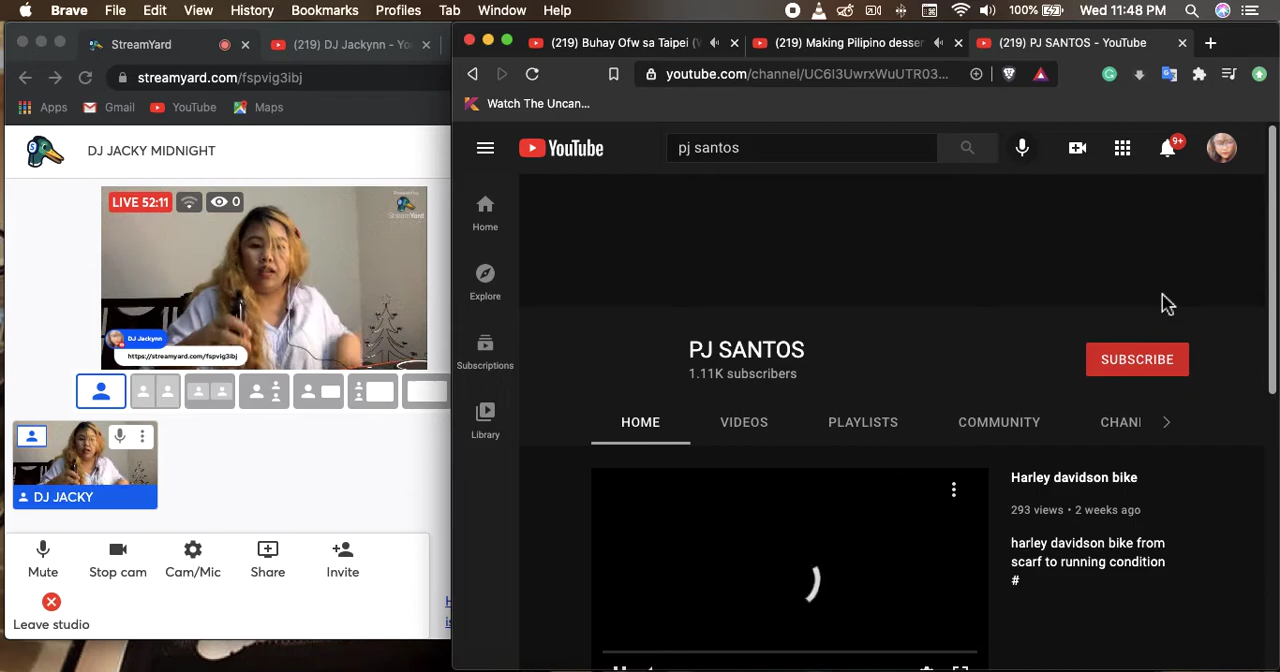 Brave File Edit View History Bookmarks Profiles Tab Window Help 100% Wed 11:48 PM
StreamYard (219) DJ Jackynn - Yo
(219) Buhay Ofw sa Taipei ( (219) Making Pilipino desser (219) PJ SANTOS - YouTube
streamyard.com/fspvig3ibj
youtube.com/channel/UC6I3UwrxWuUTR03...
Apps Gmail YouTube Maps
Watch The Uncan...
DJ JACKY MIDNIGHT
YouTube pj santos 9+
LIVE 52:11 0
StreamYard
DJ Jackynn
https://streamyard.com/fspvig3ibj
DJ JACKY
Mute Stop cam Cam/Mic Share Invite
Leave studio
Home
Explore
Subscriptions
Library
PJ SANTOS
1.11K subscribers
SUBSCRIBE
HOME VIDEOS PLAYLISTS COMMUNITY CHAN
Harley davidson bike
293 views • 2 weeks ago
harley davidson bike from
scarf to running condition
#